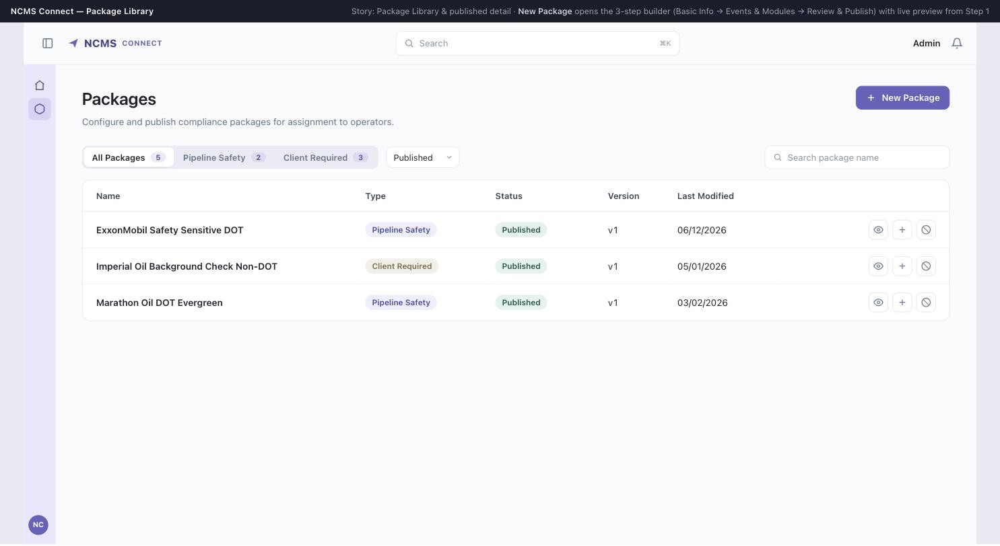 NCMS Connect — Package Library
Story: Package Library & published detail · New Package opens the 3-step builder (Basic Info → Events & Modules → Review & Publish) with live preview from Step 1
NCMS CONNECT
Search
⌘K
Admin
Packages
New Package
Configure and publish compliance packages for assignment to operators.
All Packages 5
Pipeline Safety 2
Client Required 3
Published
Search package name
Name Type Status Version Last Modified
ExxonMobil Safety Sensitive DOT Pipeline Safety Published v1 06/12/2026
Imperial Oil Background Check Non-DOT Client Required Published v1 05/01/2026
Marathon Oil DOT Evergreen Pipeline Safety Published v1 03/02/2026
NC